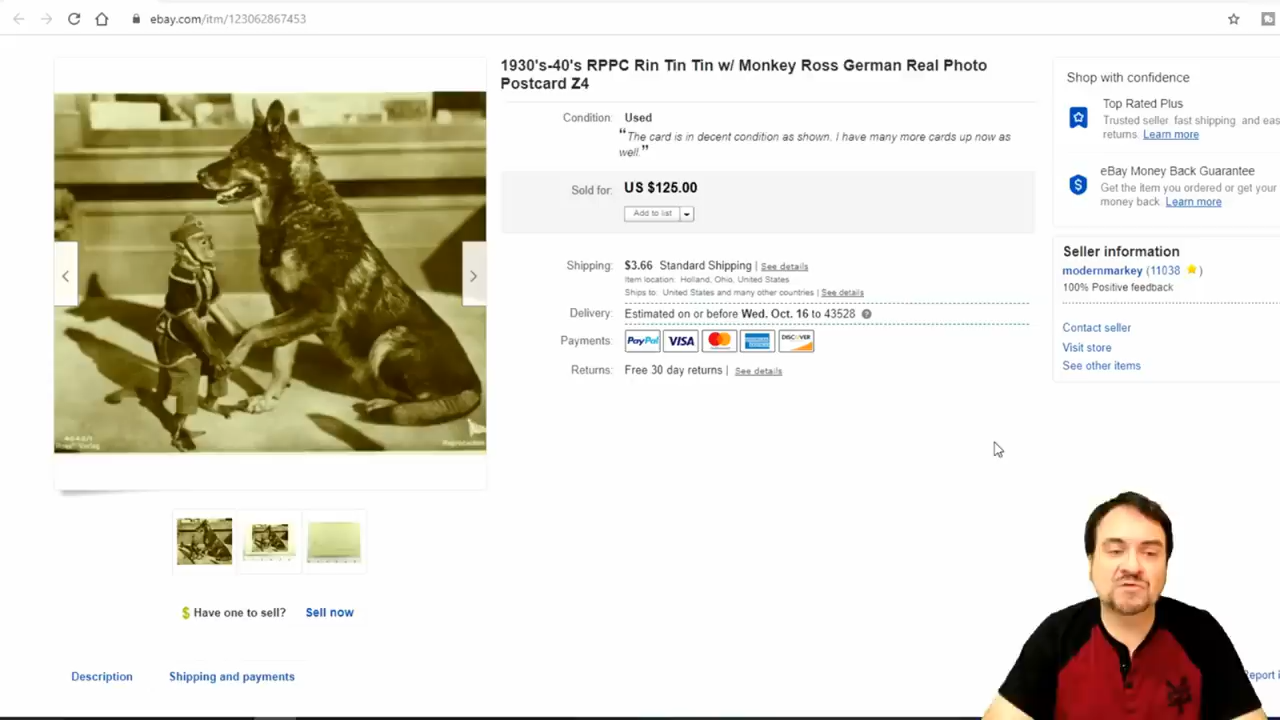 ebay.com/itm/123062867453
1930's-40's RPPC Rin Tin Tin w/ Monkey Ross German Real Photo
Postcard Z4
Condition: Used
“The card is in decent condition as shown. I have many more cards up now as
well.”
Sold for: US $125.00
Add to list
Shipping: $3.66 Standard Shipping | See details
Item location: Holland, Ohio, United States
Ships to: United States and many other countries | See details
Delivery: Estimated on or before Wed. Oct. 16 to 43528
Payments: PayPal VISA MasterCard AMERICAN EXPRESS DISCOVER
Returns: Free 30 day returns | See details
Shop with confidence
Top Rated Plus
Trusted seller fast shipping and eas
returns. Learn more
eBay Money Back Guarantee
Get the item you ordered or get your
money back. Learn more
Seller information
modernmarkey (11038 )
100% Positive feedback
Contact seller
Visit store
See other items
Reproduction
$ Have one to sell? Sell now
Description
Shipping and payments
Report i